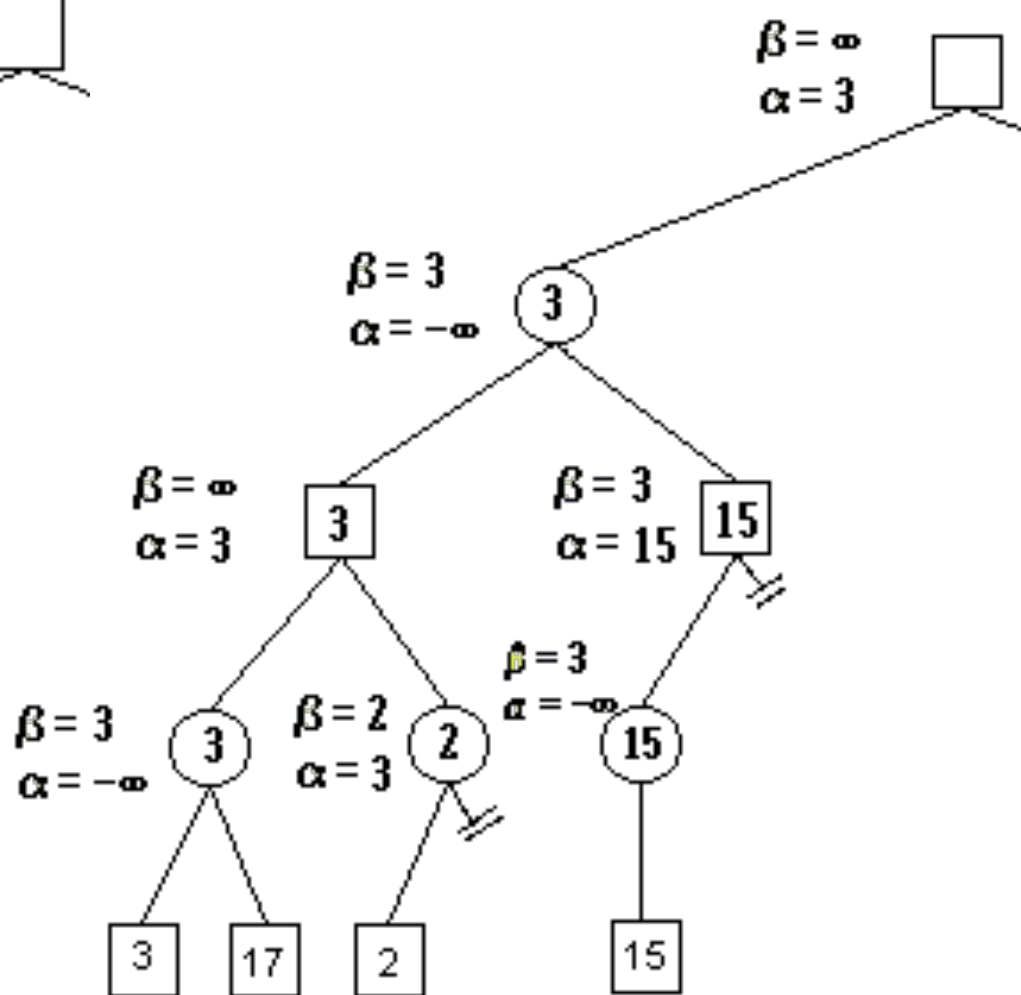 β = ∞
α = 3
β = 3
α = -∞
3
β = ∞
α = 3
3
β = 3
α = 15
15
β = 3
α = -∞
3
β = 2
α = 3
2
β = 3
α = -∞
15
3
17
2
15